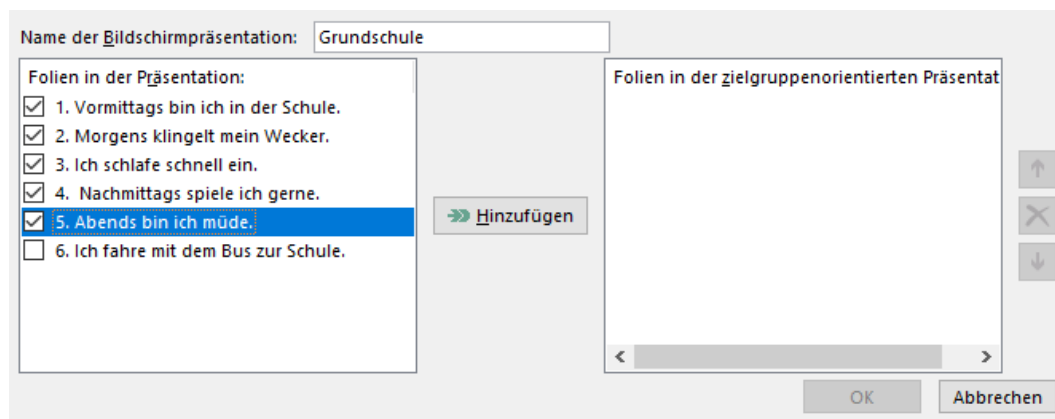 Name der Bildschirmpräsentation: Grundschule
Folien in der Präsentation:
1. Vormittags bin ich in der Schule.
2. Morgens klingelt mein Wecker.
3. Ich schlafe schnell ein.
4. Nachmittags spiele ich gerne.
5. Abends bin ich müde.
6. Ich fahre mit dem Bus zur Schule.
Hinzufügen
Folien in der zielgruppenorientierten Präsentat
OK Abbrechen